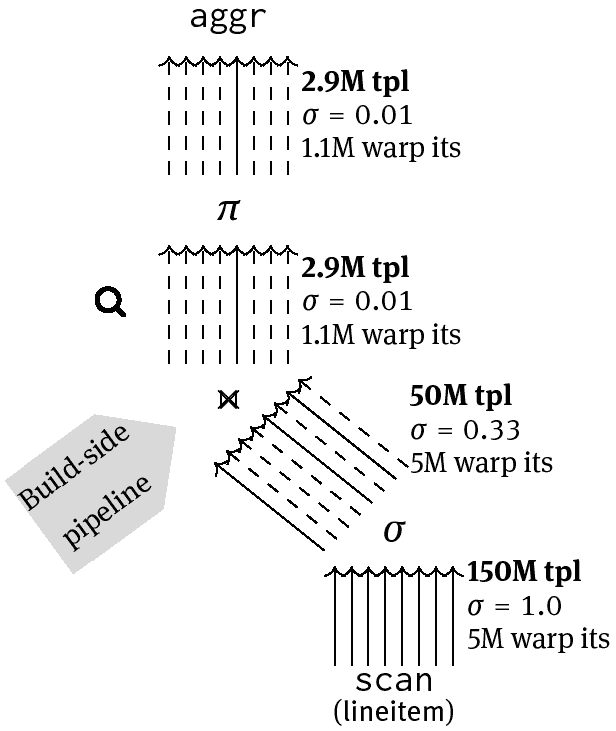 aggr
2.9M tpl
σ = 0.01
1.1M warp its
π
2.9M tpl
σ = 0.01
1.1M warp its
⋈
50M tpl
σ = 0.33
5M warp its
Build-side
pipeline
σ
150M tpl
σ = 1.0
5M warp its
scan
(lineitem)